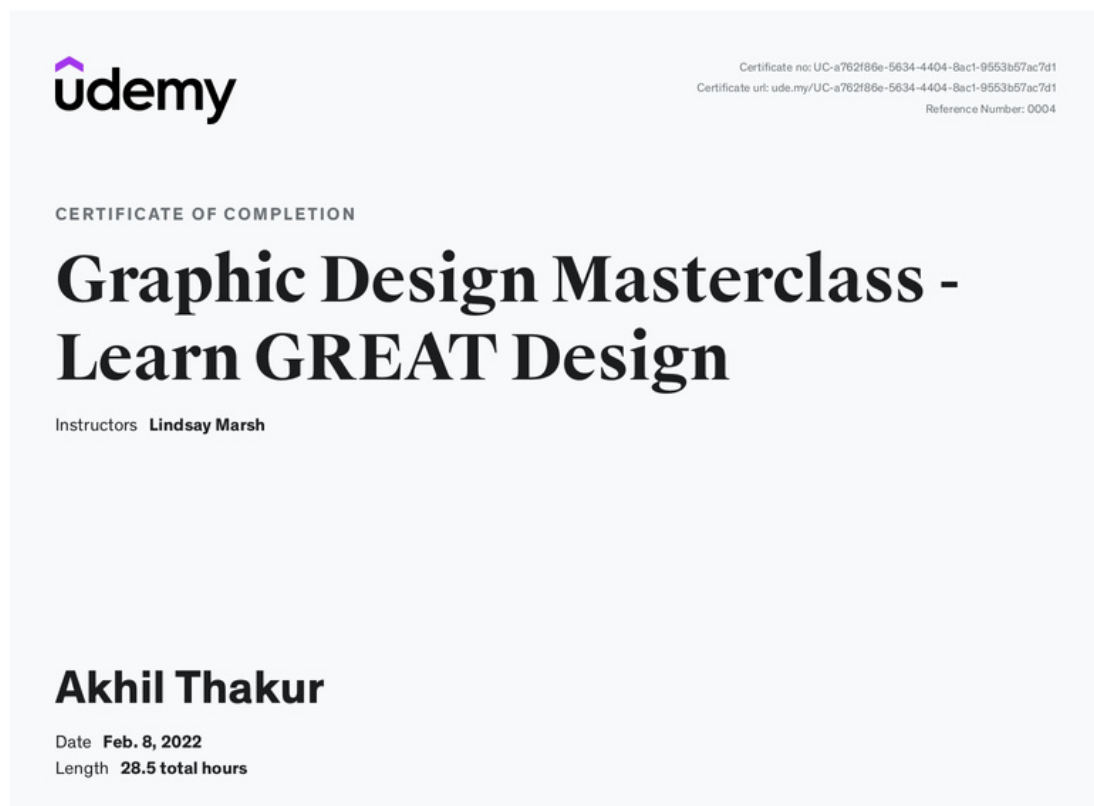 udemy
Certificate no: UC-a762f86e-5634-4404-8ac1-9553b57ac7d1
Certificate url: ude.my/UC-a762f86e-5634-4404-8ac1-9553b57ac7d1
Reference Number: 0004
CERTIFICATE OF COMPLETION
Graphic Design Masterclass -
Learn GREAT Design
Instructors Lindsay Marsh
Akhil Thakur
Date Feb. 8, 2022
Length 28.5 total hours